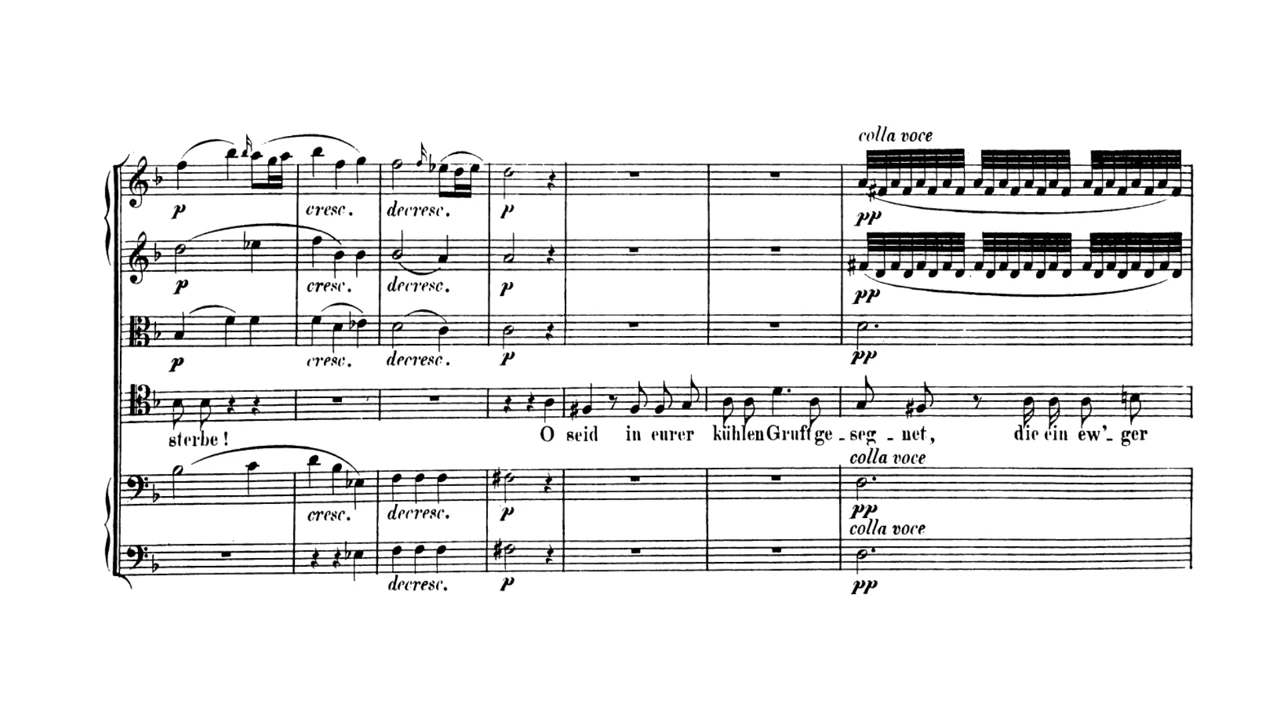 colla voce
p cresc. decresc. p pp
p cresc. decresc. p pp
p cresc. decresc. p pp
sterbe! O seid in eurer kühlen Gruft ge - seg - net, die ein ew'- ger
colla voce
cresc. decresc. p pp
colla voce
decresc. p pp